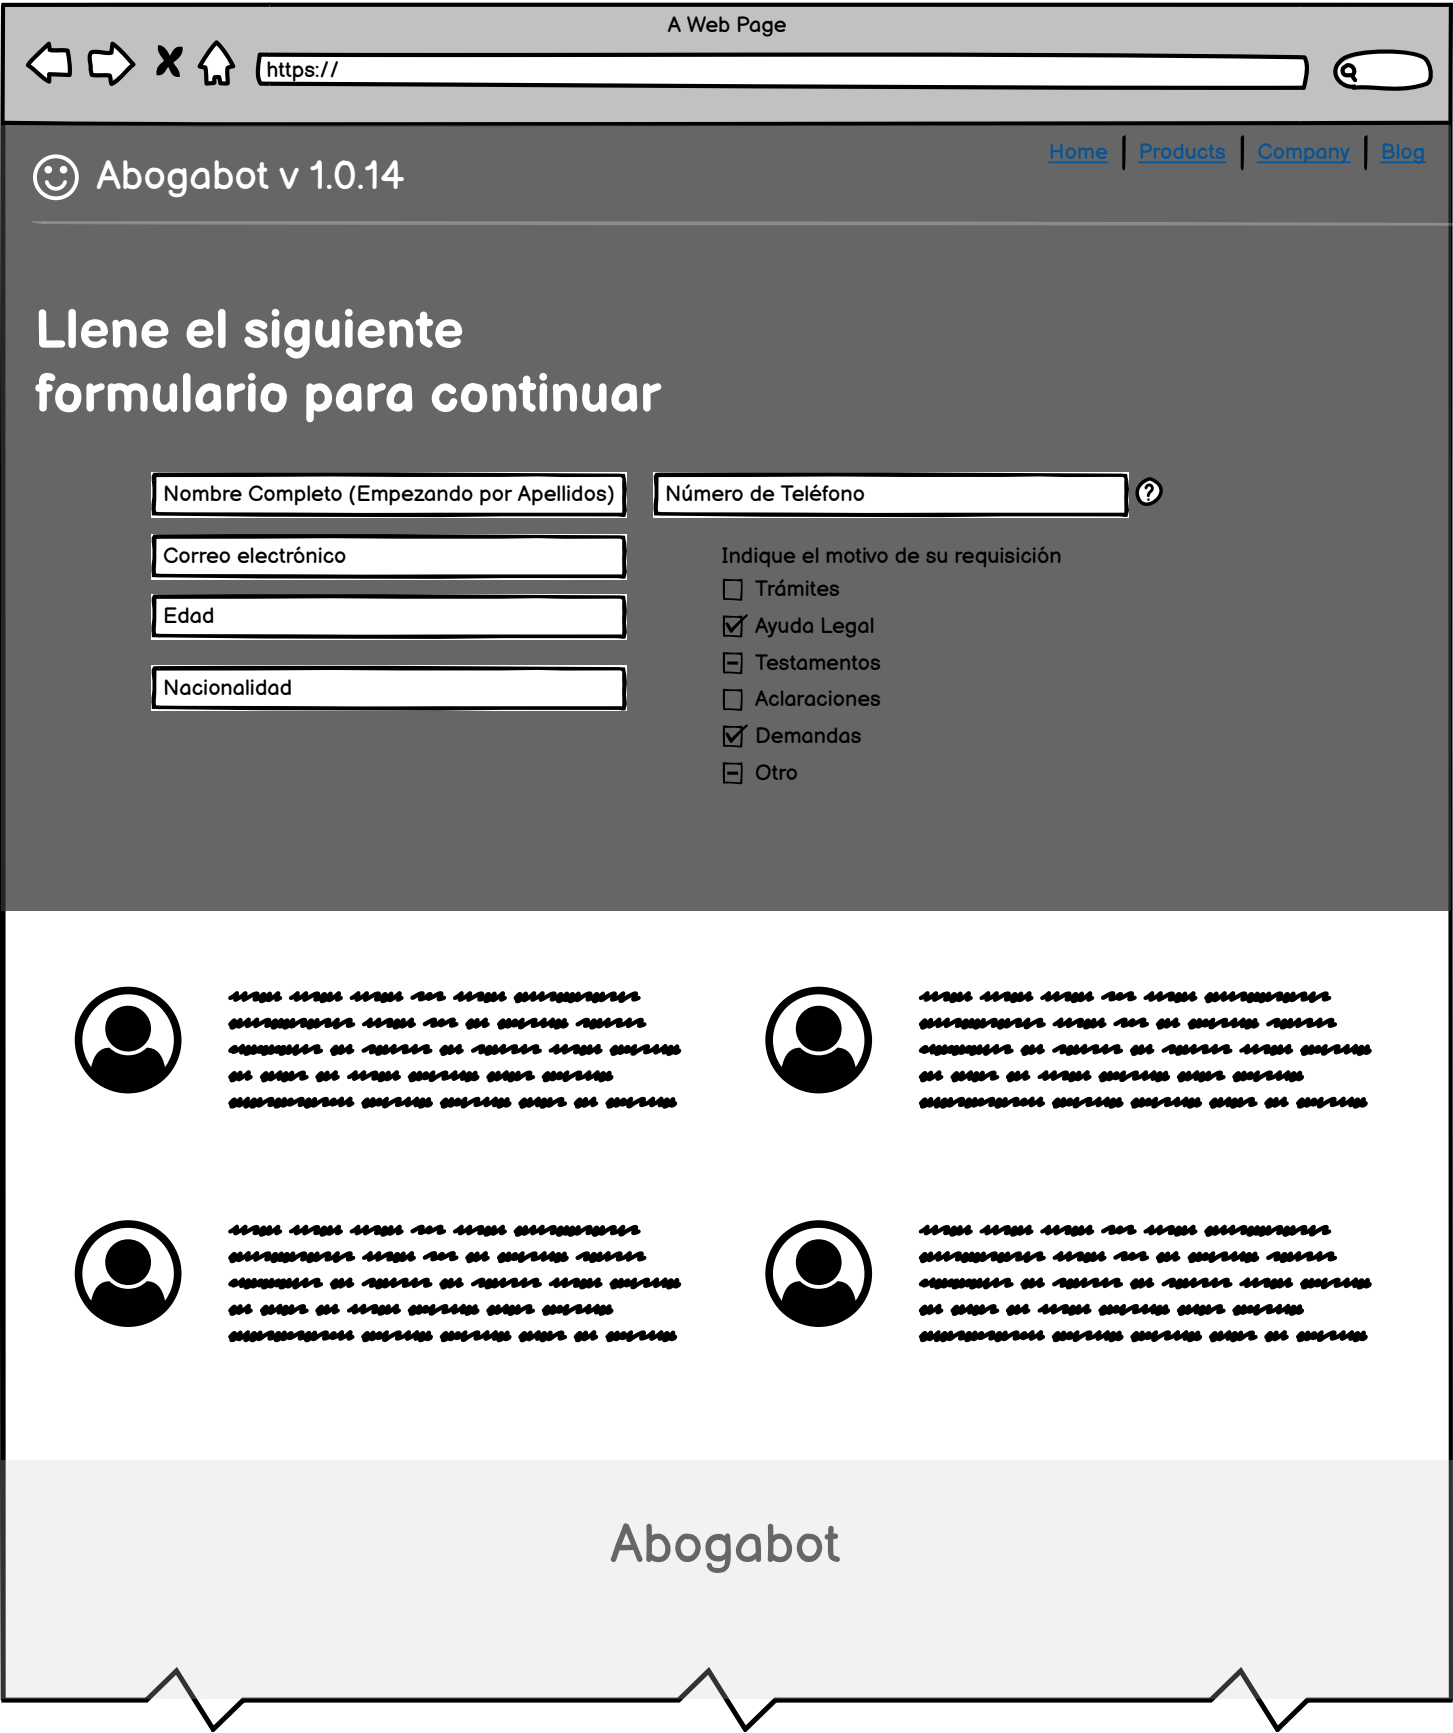 A Web Page
https://
Home | Products | Company | Blog
Abogabot v 1.0.14
Llene el siguiente
formulario para continuar
Nombre Completo (Empezando por Apellidos)
Número de Teléfono
?
Correo electrónico
Edad
Nacionalidad
Indique el motivo de su requisición
Trámites
Ayuda Legal
Testamentos
Aclaraciones
Demandas
Otro
Abogabot